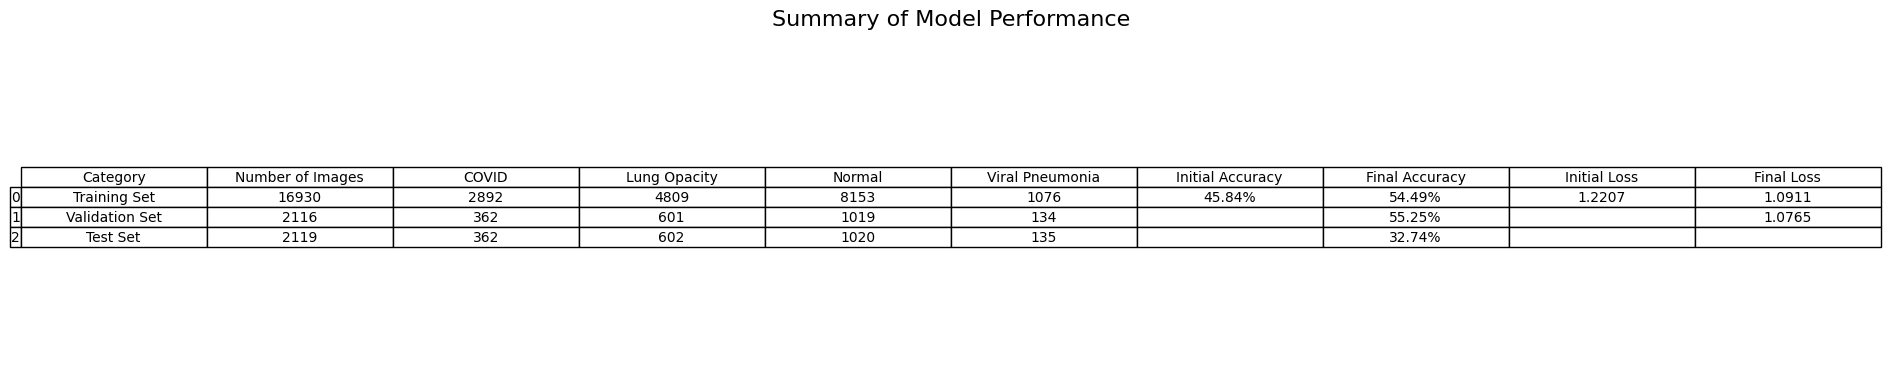 Summary of Model Performance
Category Number of Images COVID Lung Opacity Normal Viral Pneumonia Initial Accuracy Final Accuracy Initial Loss Final Loss
0 Training Set 16930 2892 4809 8153 1076 45.84% 54.49% 1.2207 1.0911
1 Validation Set 2116 362 601 1019 134 55.25% 1.0765
2 Test Set 2119 362 602 1020 135 32.74%